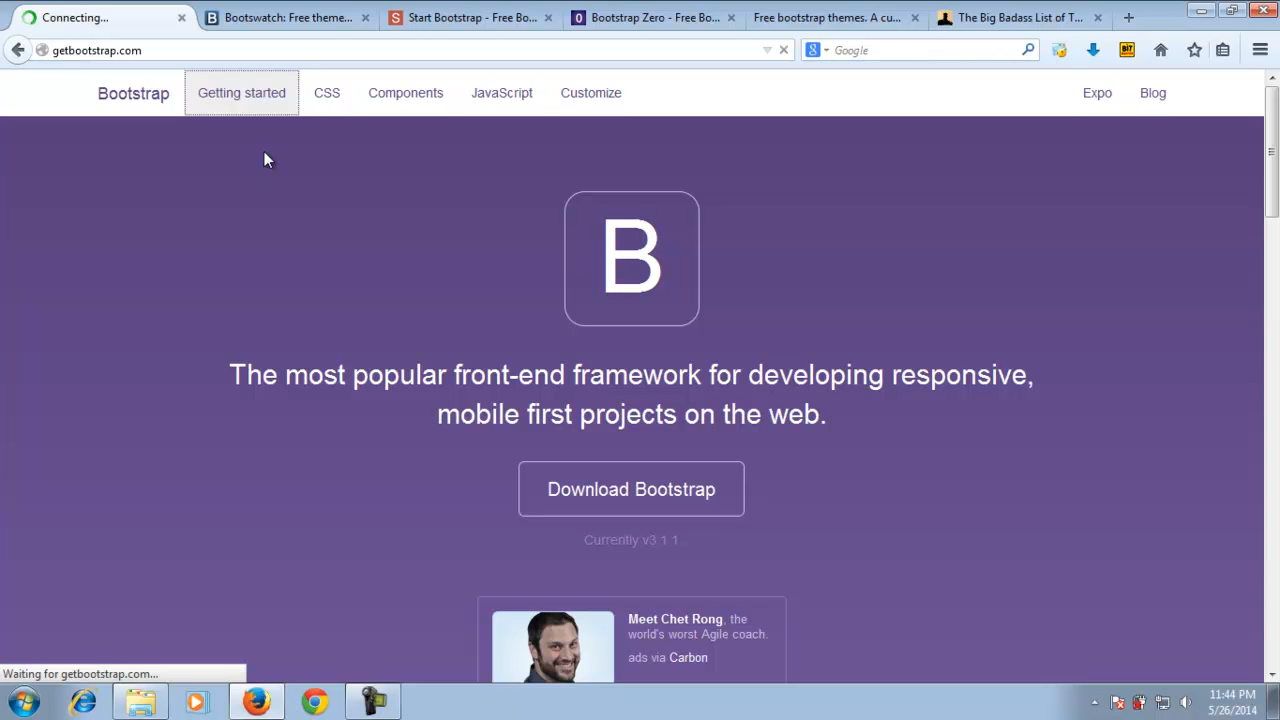 Connecting...
Bootswatch: Free theme...
Start Bootstrap - Free Bo...
Bootstrap Zero - Free Bo...
Free bootstrap themes. A cu...
The Big Badass List of T...
getbootstrap.com
Google
Bootstrap
Getting started
CSS
Components
JavaScript
Customize
Expo
Blog
B
The most popular front-end framework for developing responsive,
mobile first projects on the web.
Download Bootstrap
Currently v3.1.1
Meet Chet Rong, the
world's worst Agile coach.
ads via Carbon
Waiting for getbootstrap.com...
11:44 PM
5/26/2014